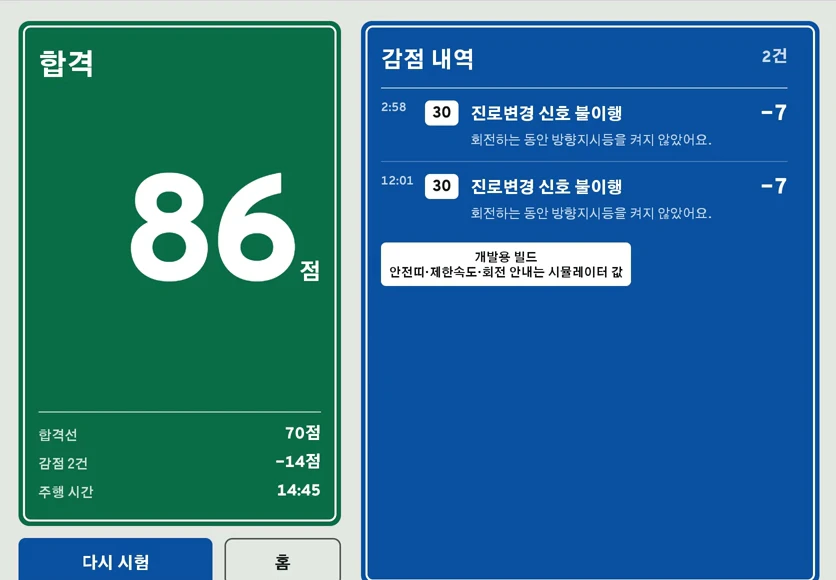 합격
86점
합격선 70점
감점 2건 -14점
주행 시간 14:45
다시 시험
홈
감점 내역 2건
2:58 30 진로변경 신호 불이행 -7
회전하는 동안 방향지시등을 켜지 않았어요.
12:01 30 진로변경 신호 불이행 -7
회전하는 동안 방향지시등을 켜지 않았어요.
개발용 빌드
안전띠·제한속도·회전 안내는 시뮬레이터 값